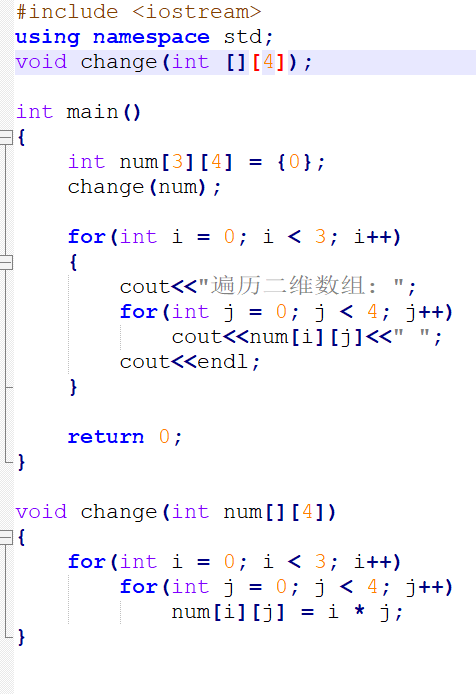 #include <iostream>
using namespace std;
void change(int [][4]);
int main()
{
    int num[3][4] = {0};
    change(num);
    for(int i = 0; i < 3; i++)
    {
        cout<<"遍历二维数组: ";
        for(int j = 0; j < 4; j++)
            cout<<num[i][j]<<" ";
        cout<<endl;
    }
    return 0;
}
void change(int num[][4])
{
    for(int i = 0; i < 3; i++)
        for(int j = 0; j < 4; j++)
            num[i][j] = i * j;
}